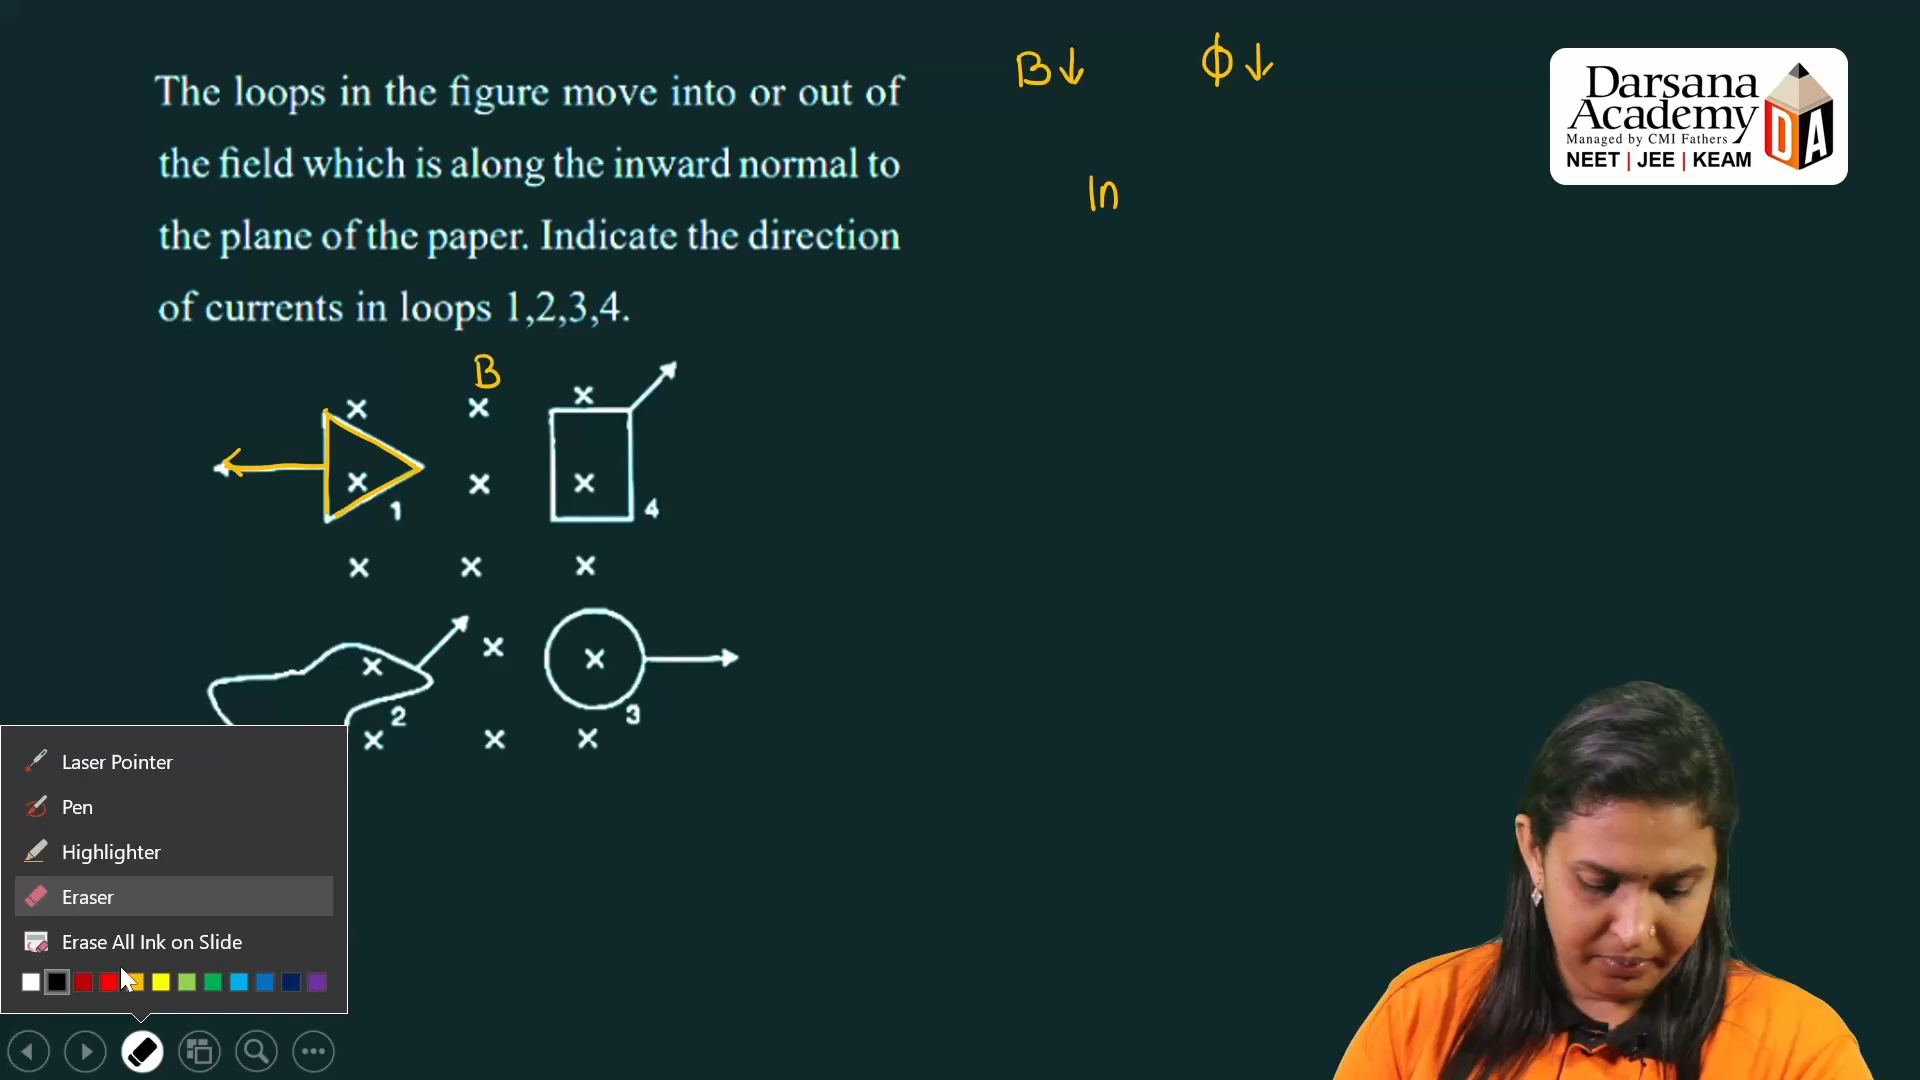 The loops in the figure move into or out of
the field which is along the inward normal to
the plane of the paper. Indicate the direction
of currents in loops 1,2,3,4.
B↓ ϕ↓
In
Darsana
Academy
Managed by CMI Fathers
NEET | JEE | KEAM
DA
B
× × ×
× × ×
1 4
× × ×
× × ×
2 3
× × ×
Laser Pointer
Pen
Highlighter
Eraser
Erase All Ink on Slide